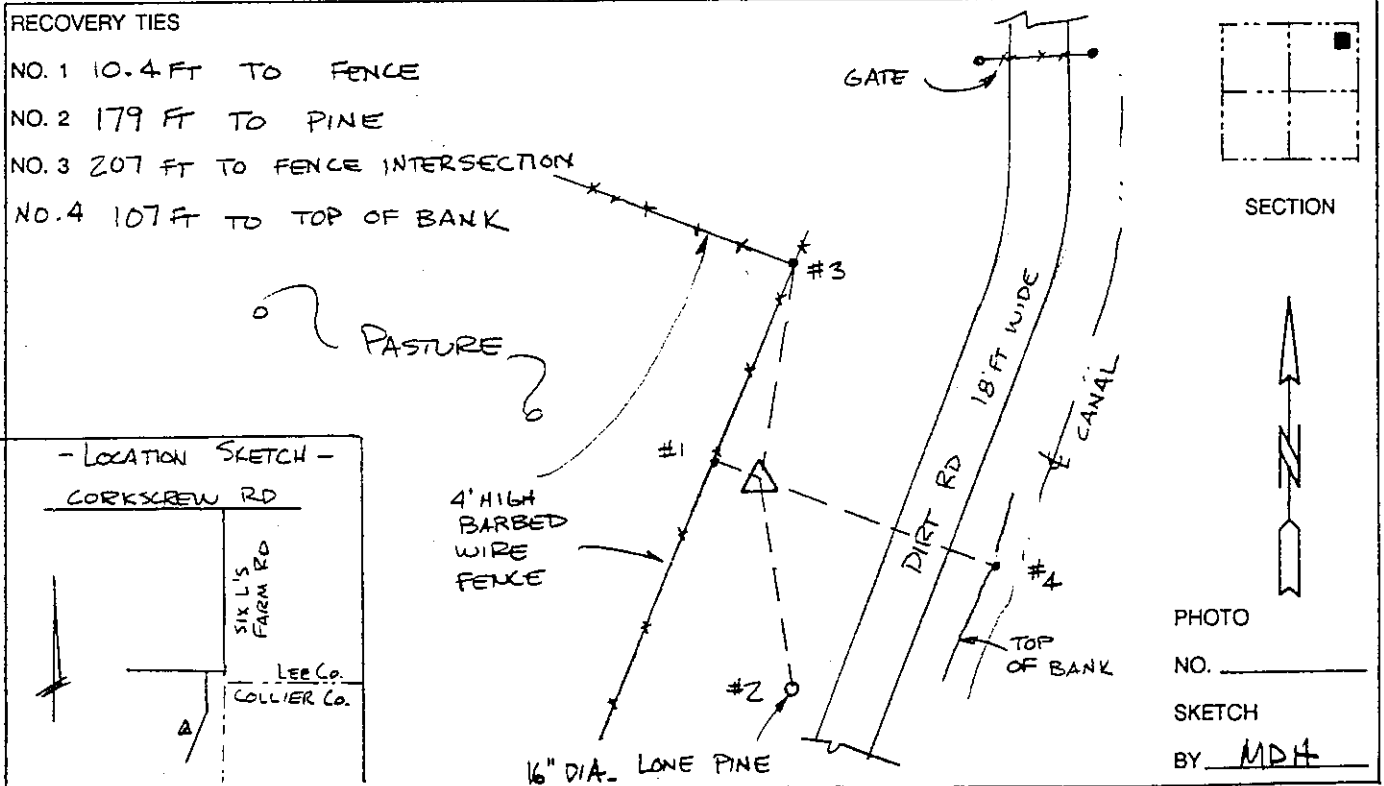 RECOVERY TIES
NO. 1 10.4 FT TO FENCE
NO. 2 179 FT TO PINE
NO. 3 207 FT TO FENCE INTERSECTION
NO. 4 107 FT TO TOP OF BANK
GATE
SECTION
#3
PASTURE
DIRT RD 18 FT WIDE
CANAL
N
#1
4' HIGH
BARBED
WIRE
FENCE
#4
TOP
OF BANK
#2
16" DIA. LONE PINE
- LOCATION SKETCH -
CORKSCREW RD
SIX L'S
FARM RD
LEE CO.
COLLIER CO.
PHOTO
NO.
SKETCH
BY MDH